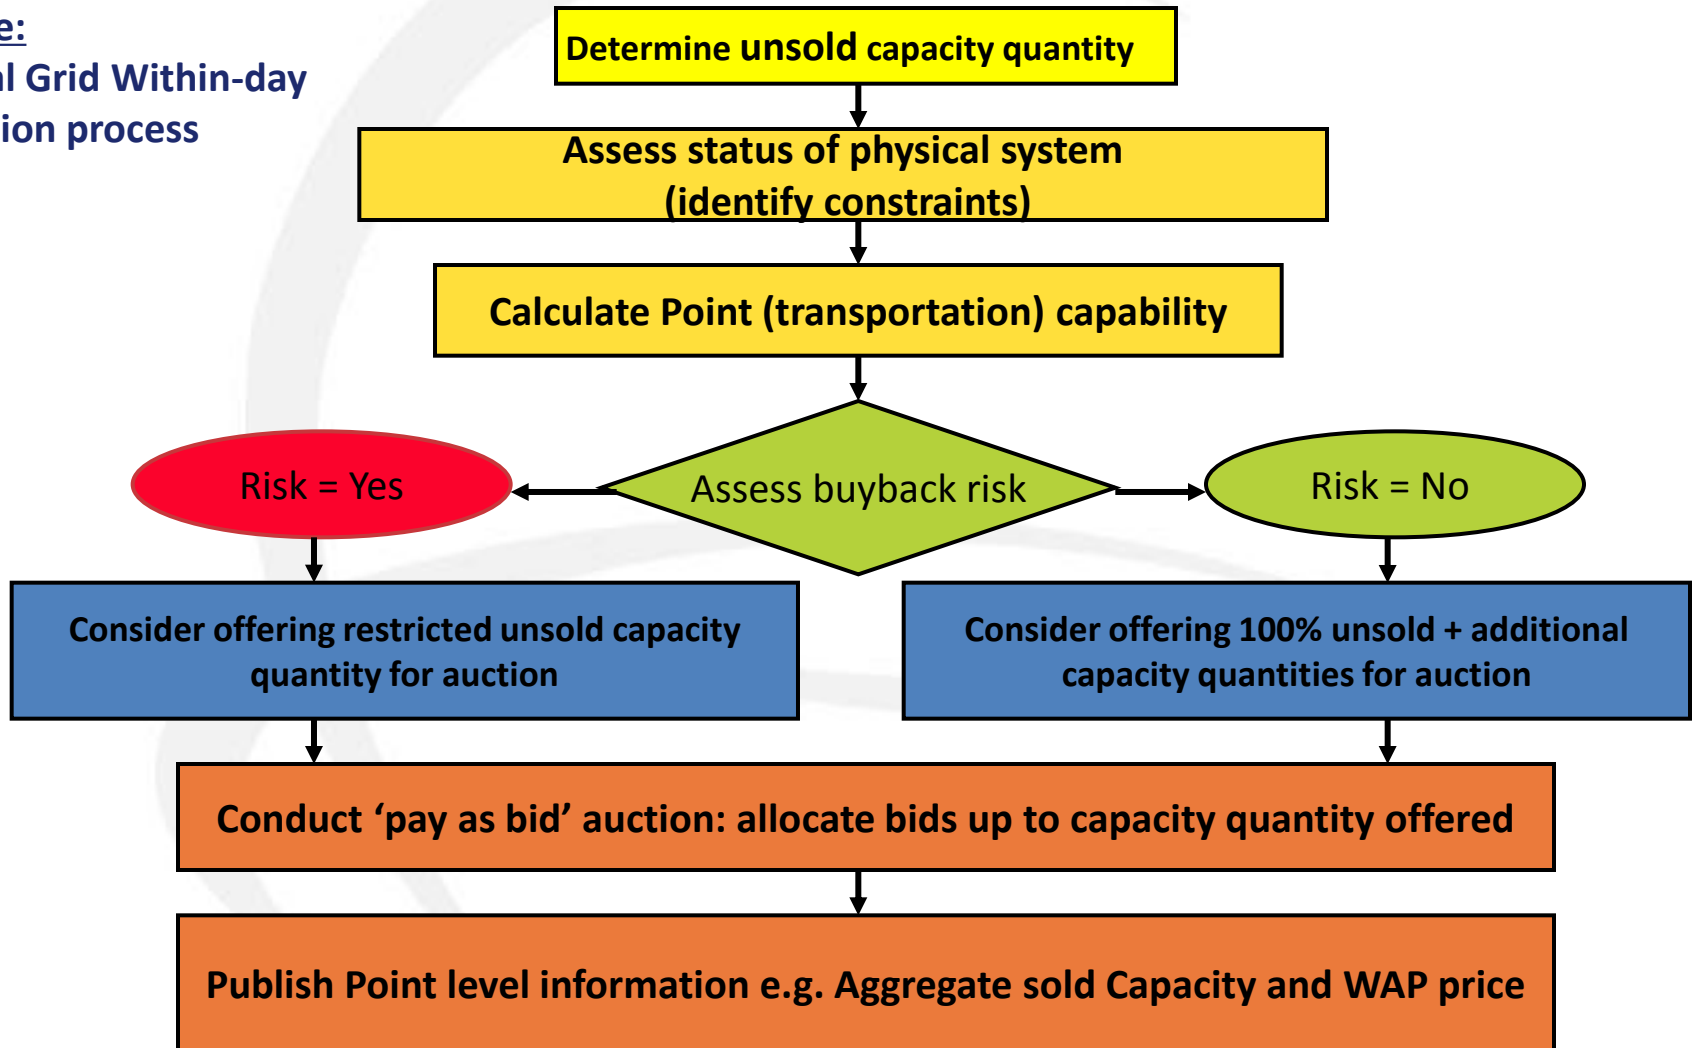 e:
al Grid Within-day
ion process
Determine unsold capacity quantity
Assess status of physical system
(identify constraints)
Calculate Point (transportation) capability
Risk = Yes
Assess buyback risk
Risk = No
Consider offering restricted unsold capacity
quantity for auction
Consider offering 100% unsold + additional
capacity quantities for auction
Conduct ‘pay as bid’ auction: allocate bids up to capacity quantity offered
Publish Point level information e.g. Aggregate sold Capacity and WAP price